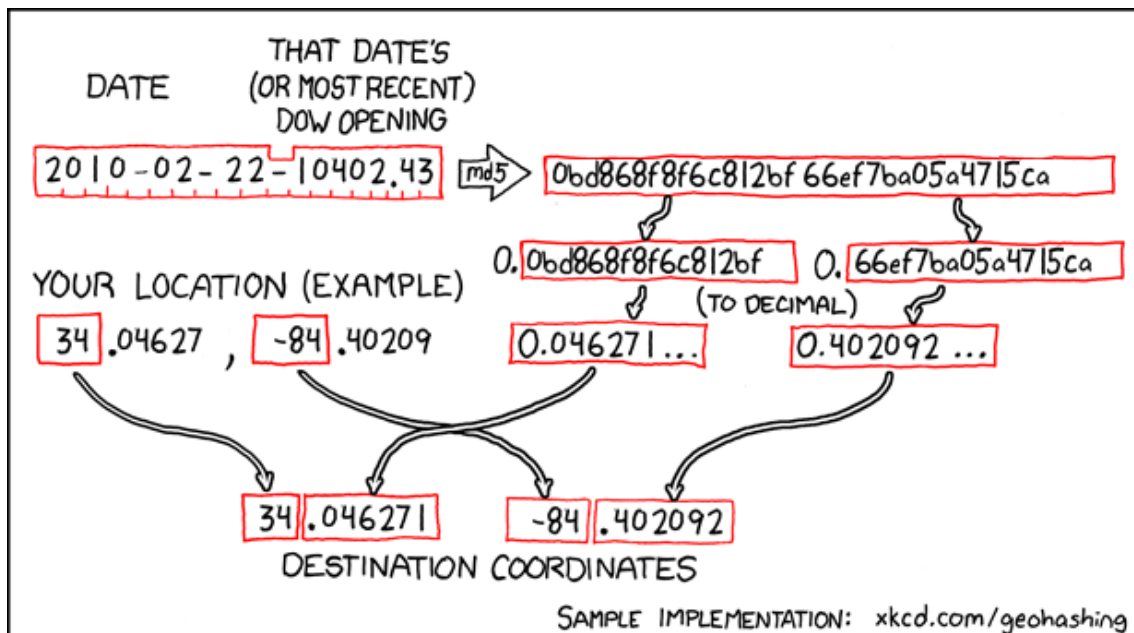 DATE
THAT DATE'S
(OR MOST RECENT)
DOW OPENING
2010-02-22-10402.43
md5
0bd868f8f6c812bf66ef7ba05a4715ca
0.0bd868f8f6c812bf
0.66ef7ba05a4715ca
YOUR LOCATION (EXAMPLE)
(TO DECIMAL)
34.04627, -84.40209
0.046271...
0.402092...
34.046271
-84.402092
DESTINATION COORDINATES
SAMPLE IMPLEMENTATION: xkcd.com/geohashing